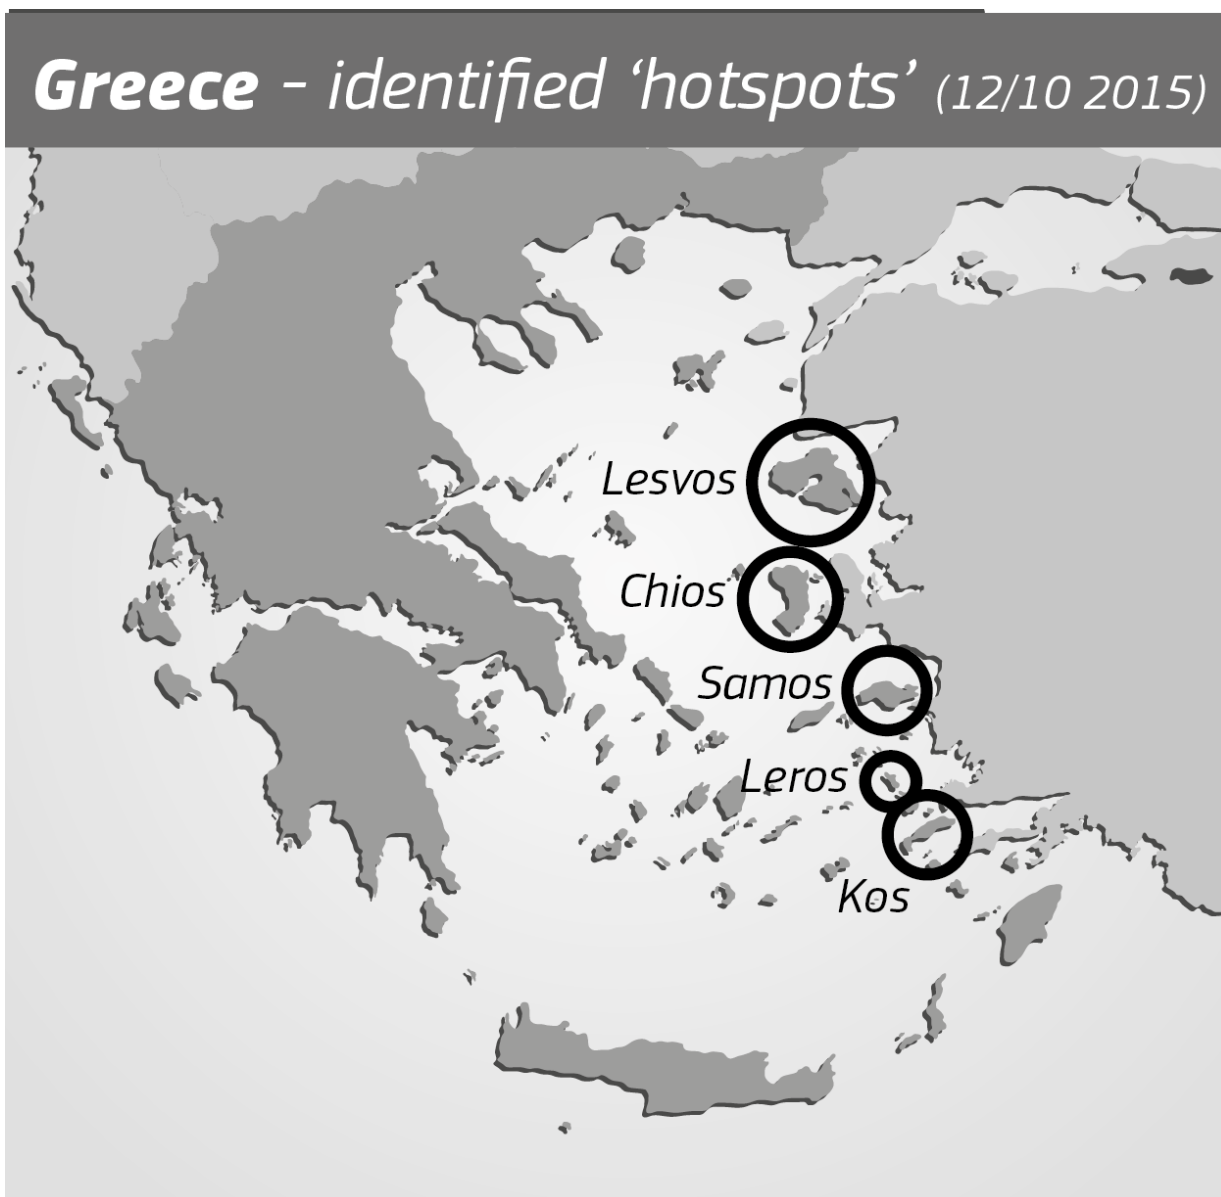 Greece - identified ‘hotspots’ (12/10 2015)
Lesvos
Chios
Samos
Leros
Kos